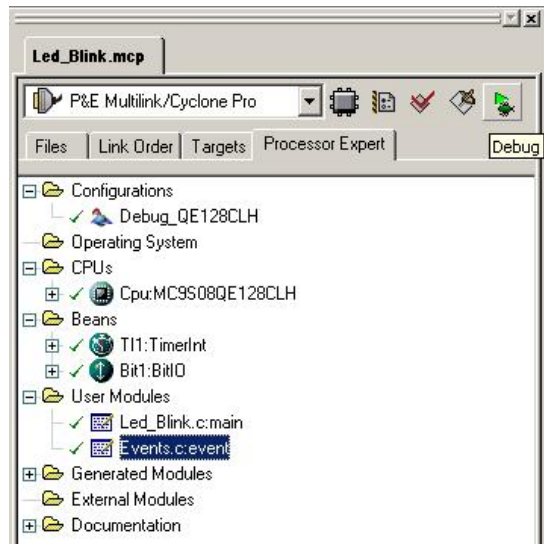 Led_Blink.mcp
P&E Multilink/Cyclone Pro
Files Link Order Targets Processor Expert Debug
Configurations
Debug_QE128CLH
Operating System
CPUs
Cpu:MC9S08QE128CLH
Beans
TI1:TimerInt
Bit1:BitIO
User Modules
Led_Blink.c:main
Events.c:event
Generated Modules
External Modules
Documentation